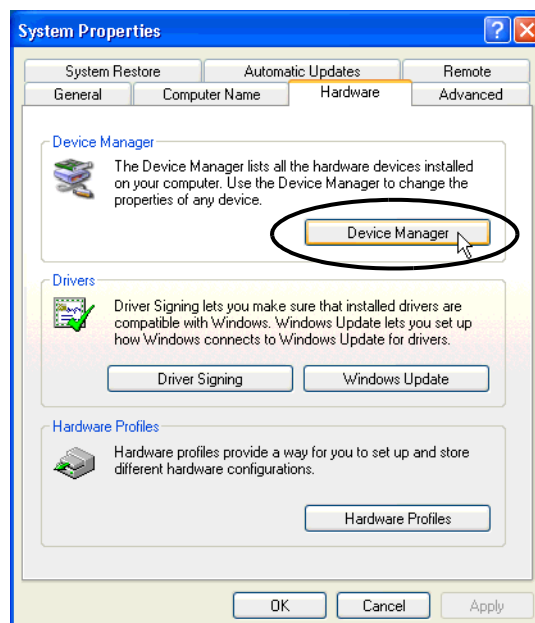 System Properties
System Restore Automatic Updates Remote
General Computer Name Hardware Advanced
Device Manager
The Device Manager lists all the hardware devices installed
on your computer. Use the Device Manager to change the
properties of any device.
Device Manager
Drivers
Driver Signing lets you make sure that installed drivers are
compatible with Windows. Windows Update lets you set up
how Windows connects to Windows Update for drivers.
Driver Signing Windows Update
Hardware Profiles
Hardware profiles provide a way for you to set up and store
different hardware configurations.
Hardware Profiles
OK Cancel Apply